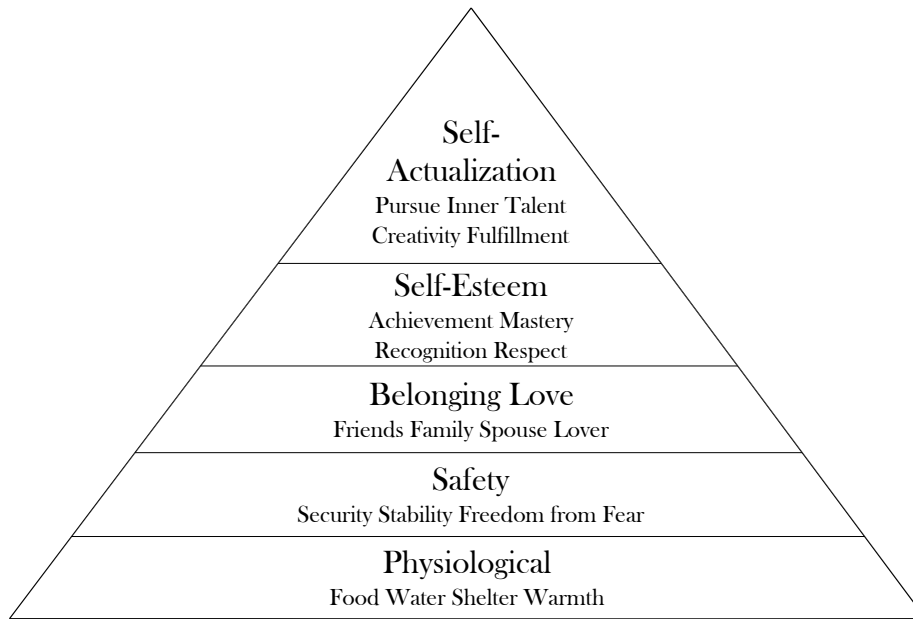 Self-
Actualization
Pursue Inner Talent
Creativity Fulfillment
Self-Esteem
Achievement Mastery
Recognition Respect
Belonging Love
Friends Family Spouse Lover
Safety
Security Stability Freedom from Fear
Physiological
Food Water Shelter Warmth